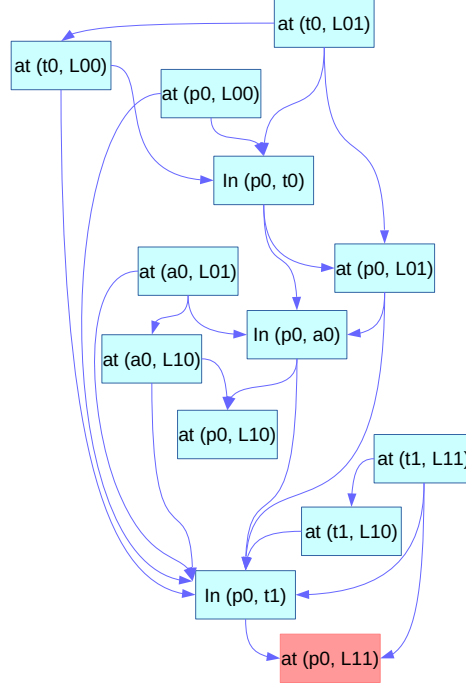 at (t0, L01)
at (t0, L00)
at (p0, L00)
In (p0, t0)
at (a0, L01)
at (p0, L01)
In (p0, a0)
at (a0, L10)
at (p0, L10)
at (t1, L11)
at (t1, L10)
In (p0, t1)
at (p0, L11)